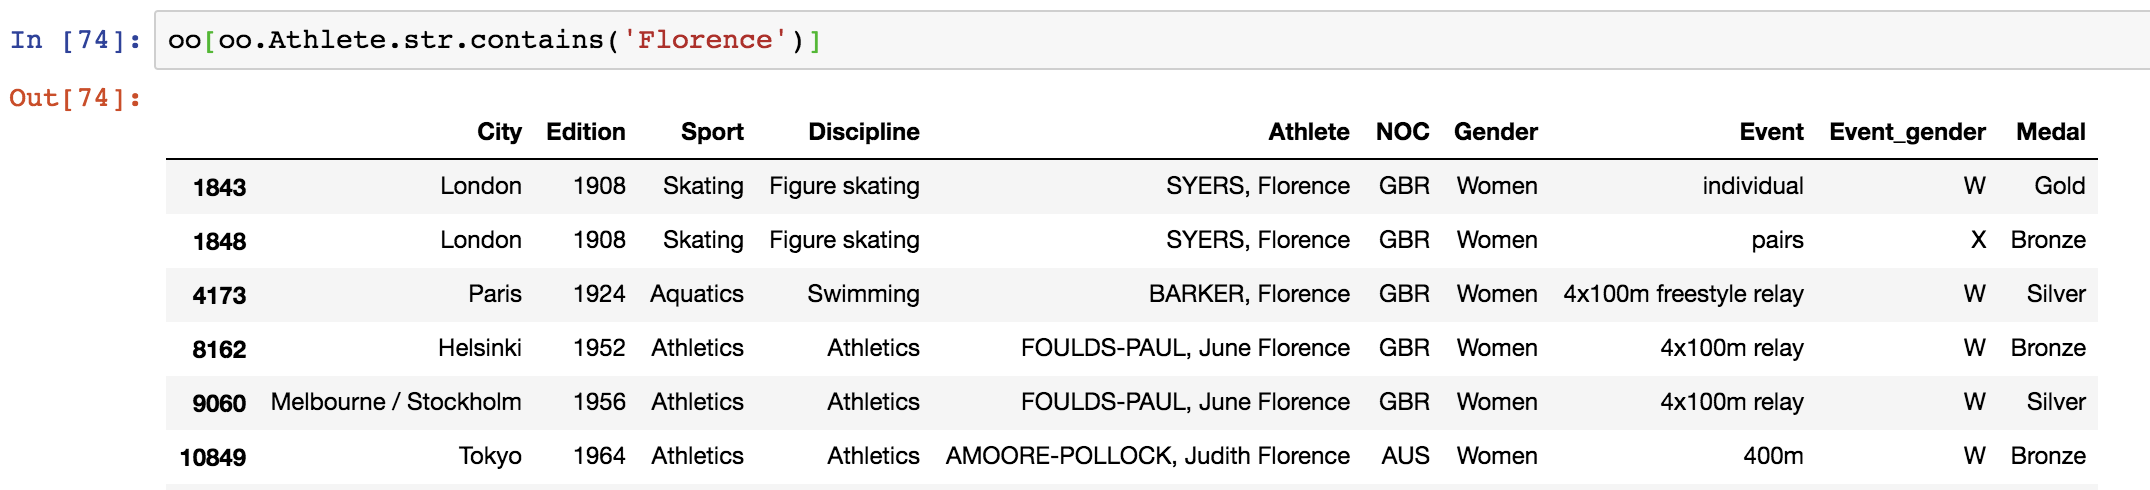 In [74]: oo[oo.Athlete.str.contains('Florence')]
Out[74]:
City Edition Sport Discipline Athlete NOC Gender Event Event_gender Medal
1843 London 1908 Skating Figure skating SYERS, Florence GBR Women individual W Gold
1848 London 1908 Skating Figure skating SYERS, Florence GBR Women pairs X Bronze
4173 Paris 1924 Aquatics Swimming BARKER, Florence GBR Women 4x100m freestyle relay W Silver
8162 Helsinki 1952 Athletics Athletics FOULDS-PAUL, June Florence GBR Women 4x100m relay W Bronze
9060 Melbourne / Stockholm 1956 Athletics Athletics FOULDS-PAUL, June Florence GBR Women 4x100m relay W Silver
10849 Tokyo 1964 Athletics Athletics AMOORE-POLLOCK, Judith Florence AUS Women 400m W Bronze